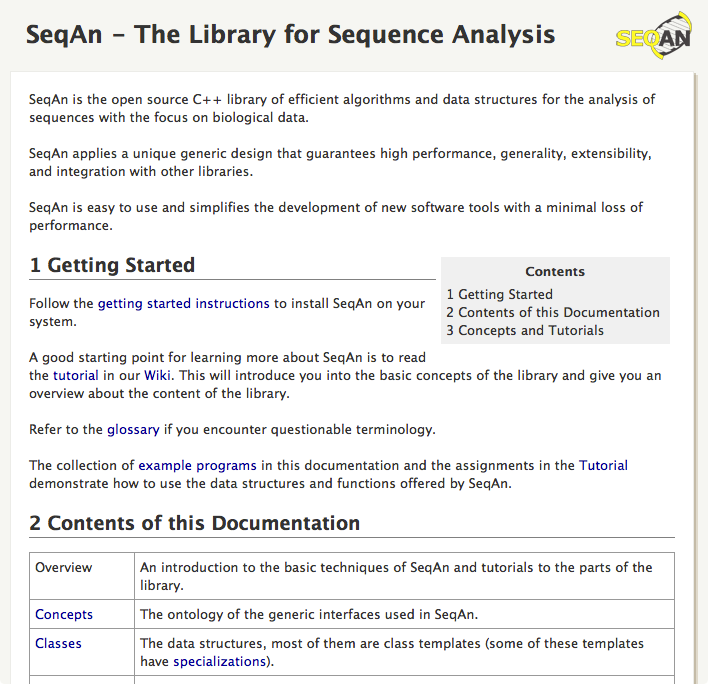 SeqAn – The Library for Sequence Analysis
SEQAN
SeqAn is the open source C++ library of efficient algorithms and data structures for the analysis of
sequences with the focus on biological data.
SeqAn applies a unique generic design that guarantees high performance, generality, extensibility,
and integration with other libraries.
SeqAn is easy to use and simplifies the development of new software tools with a minimal loss of
performance.
1 Getting Started
Contents
1 Getting Started
2 Contents of this Documentation
3 Concepts and Tutorials
Follow the getting started instructions to install SeqAn on your
system.
A good starting point for learning more about SeqAn is to read
the tutorial in our Wiki. This will introduce you into the basic concepts of the library and give you an
overview about the content of the library.
Refer to the glossary if you encounter questionable terminology.
The collection of example programs in this documentation and the assignments in the Tutorial
demonstrate how to use the data structures and functions offered by SeqAn.
2 Contents of this Documentation
Overview An introduction to the basic techniques of SeqAn and tutorials to the parts of the
library.
Concepts The ontology of the generic interfaces used in SeqAn.
Classes The data structures, most of them are class templates (some of these templates
have specializations).